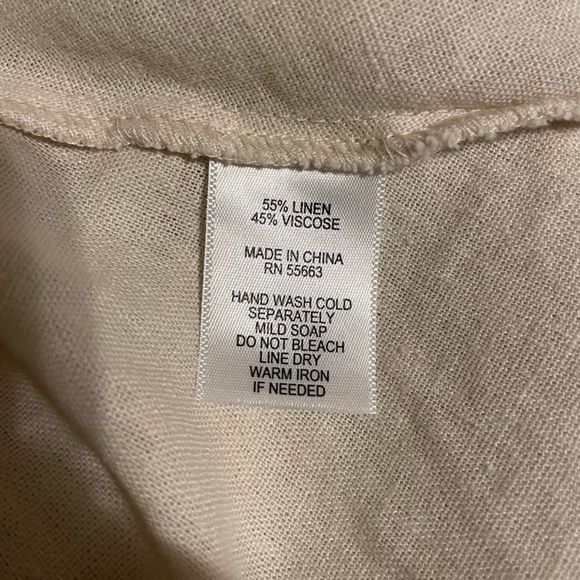 55% LINEN
45% VISCOSE
MADE IN CHINA
RN 55663
HAND WASH COLD
SEPARATELY
MILD SOAP
DO NOT BLEACH
LINE DRY
WARM IRON
IF NEEDED